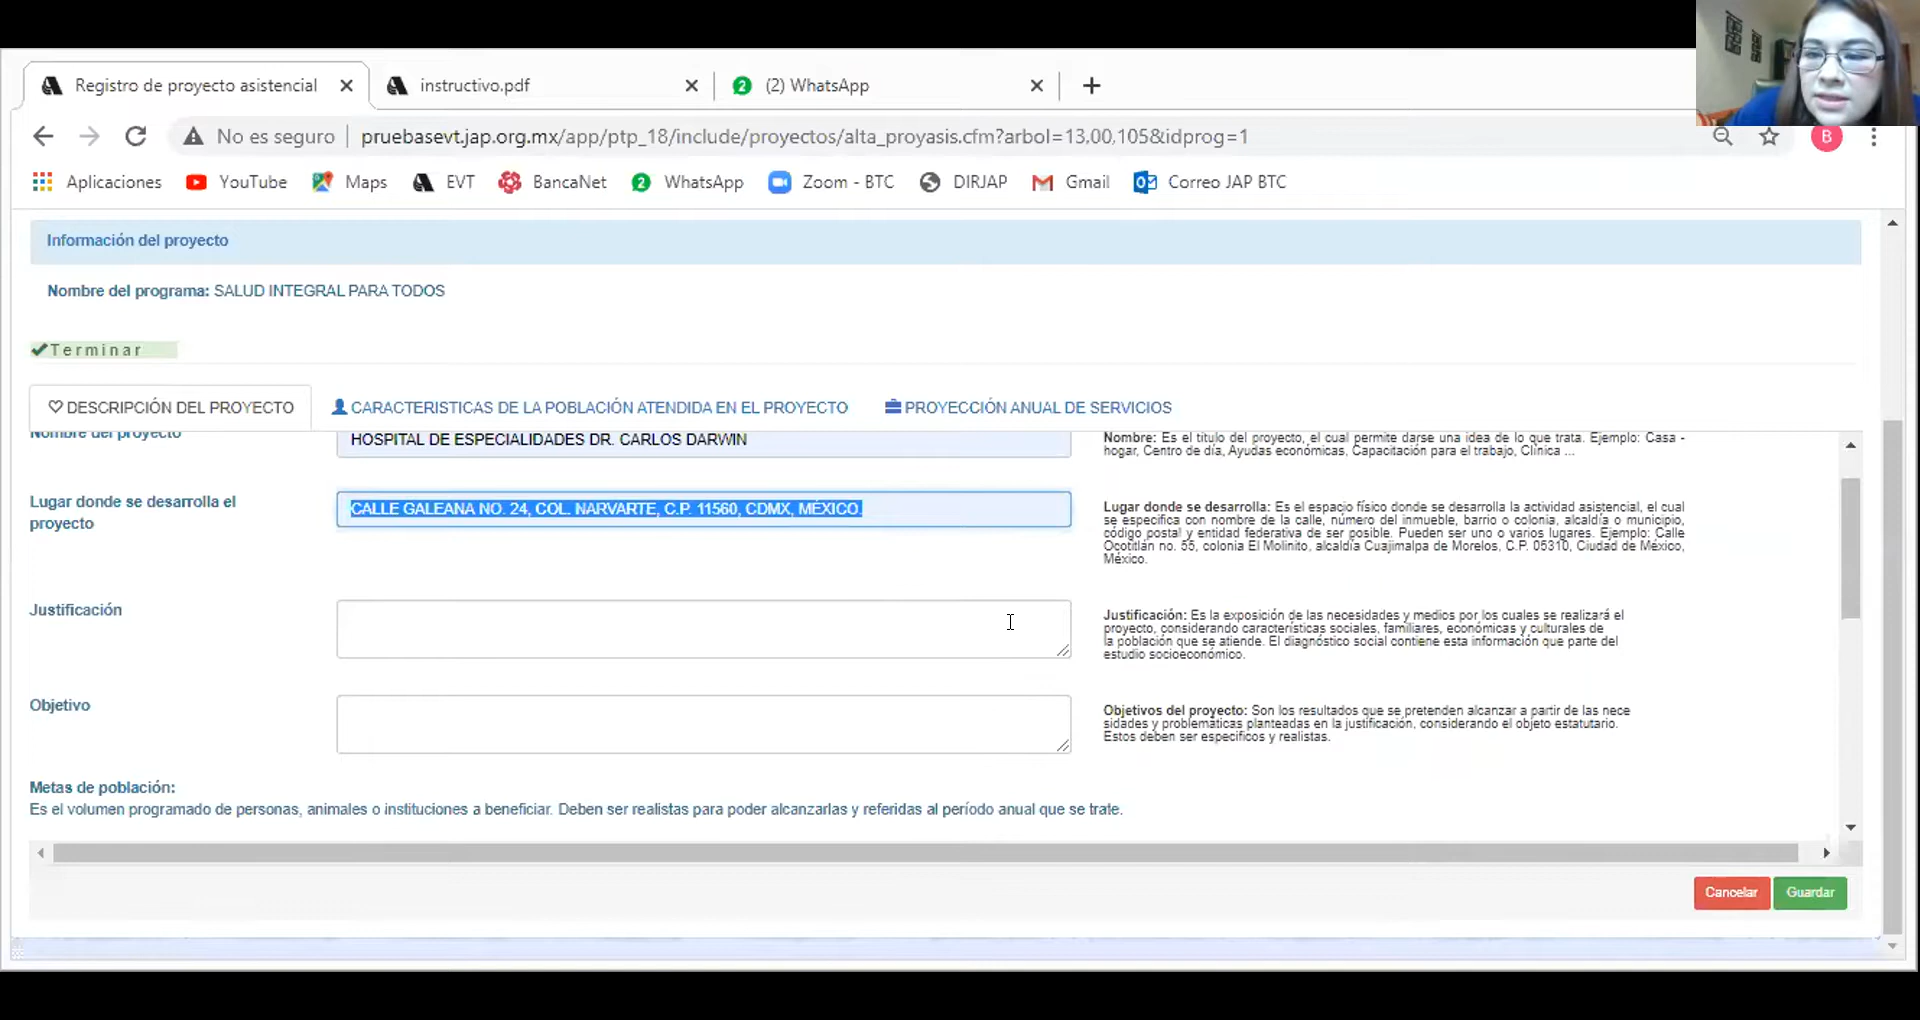 Registro de proyecto asistencial
instructivo.pdf
(2) WhatsApp
No es seguro
pruebasevt.jap.org.mx/app/ptp_18/include/proyectos/alta_proyasis.cfm?arbol=13,00,105&idprog=1
B
Aplicaciones
YouTube
Maps
EVT
BancaNet
WhatsApp
Zoom - BTC
DIRJAP
Gmail
Correo JAP BTC
Información del proyecto
Nombre del programa: SALUD INTEGRAL PARA TODOS
Terminar
DESCRIPCIÓN DEL PROYECTO
CARACTERISTICAS DE LA POBLACIÓN ATENDIDA EN EL PROYECTO
PROYECCIÓN ANUAL DE SERVICIOS
Nombre del proyecto
HOSPITAL DE ESPECIALIDADES DR. CARLOS DARWIN
Nombre: Es el título del proyecto, el cual permite darse una idea de lo que trata. Ejemplo: Casa -
hogar, Centro de día, Ayudas económicas, Capacitación para el trabajo, Clínica ...
Lugar donde se desarrolla el
proyecto
CALLE GALEANA NO. 24, COL. NARVARTE, C.P. 11560, CDMX, MÉXICO.
Lugar donde se desarrolla: Es el espacio físico donde se desarrolla la actividad asistencial, el cual
se especifica con nombre de la calle, número del inmueble, barrio o colonia, alcaldía o municipio,
código postal y entidad federativa de ser posible. Pueden ser uno o varios lugares. Ejemplo: Calle
Ocotitlán no. 55, colonia El Molinito, alcaldía Cuajimalpa de Morelos, C.P. 05310, Ciudad de México,
México.
Justificación
Justificación: Es la exposición de las necesidades y medios por los cuales se realizará el
proyecto, considerando características sociales, familiares, económicas y culturales de
la población que se atiende. El diagnóstico social contiene esta información que parte del
estudio socioeconómico.
Objetivo
Objetivos del proyecto: Son los resultados que se pretenden alcanzar a partir de las nece
sidades y problemáticas planteadas en la justificación, considerando el objeto estatutario.
Estos deben ser específicos y realistas.
Metas de población:
Es el volumen programado de personas, animales o instituciones a beneficiar. Deben ser realistas para poder alcanzarlas y referidas al período anual que se trate.
Cancelar
Guardar